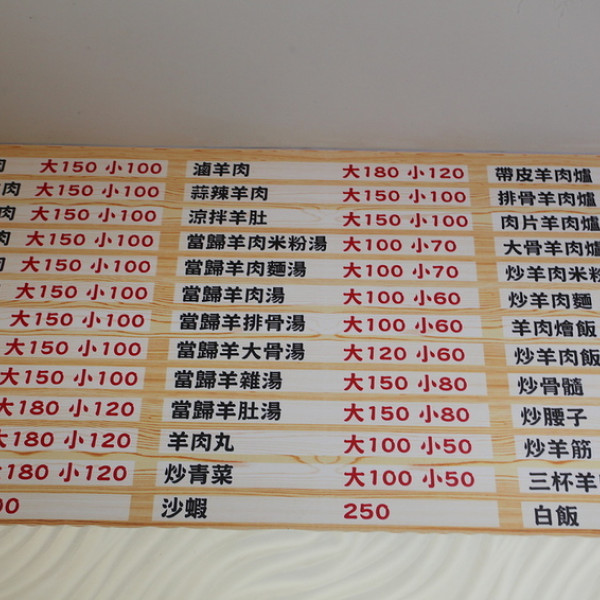 肉 大150 小100 滷羊肉 大180 小120 帶皮羊肉爐
肉 大150 小100 蒜辣羊肉 大150 小100 排骨羊肉爐
肉 大150 小100 涼拌羊肚 大150 小100 肉片羊肉爐
肉 大150 小100 當歸羊肉米粉湯 大100 小70 大骨羊肉爐
肉 大150 小100 當歸羊肉麵湯 大100 小70 炒羊肉米粉
大150 小100 當歸羊肉湯 大100 小60 炒羊肉麵
大150 小100 當歸羊排骨湯 大100 小60 羊肉燴飯
大150 小100 當歸羊大骨湯 大120 小60 炒羊肉飯
大150 小100 當歸羊雜湯 大150 小80 炒骨髓
大180 小120 當歸羊肚湯 大150 小80 炒腰子
大180 小120 羊肉丸 大100 小50 炒羊筋
大180 小120 炒青菜 大100 小50 三杯羊
00 沙蝦 250 白飯